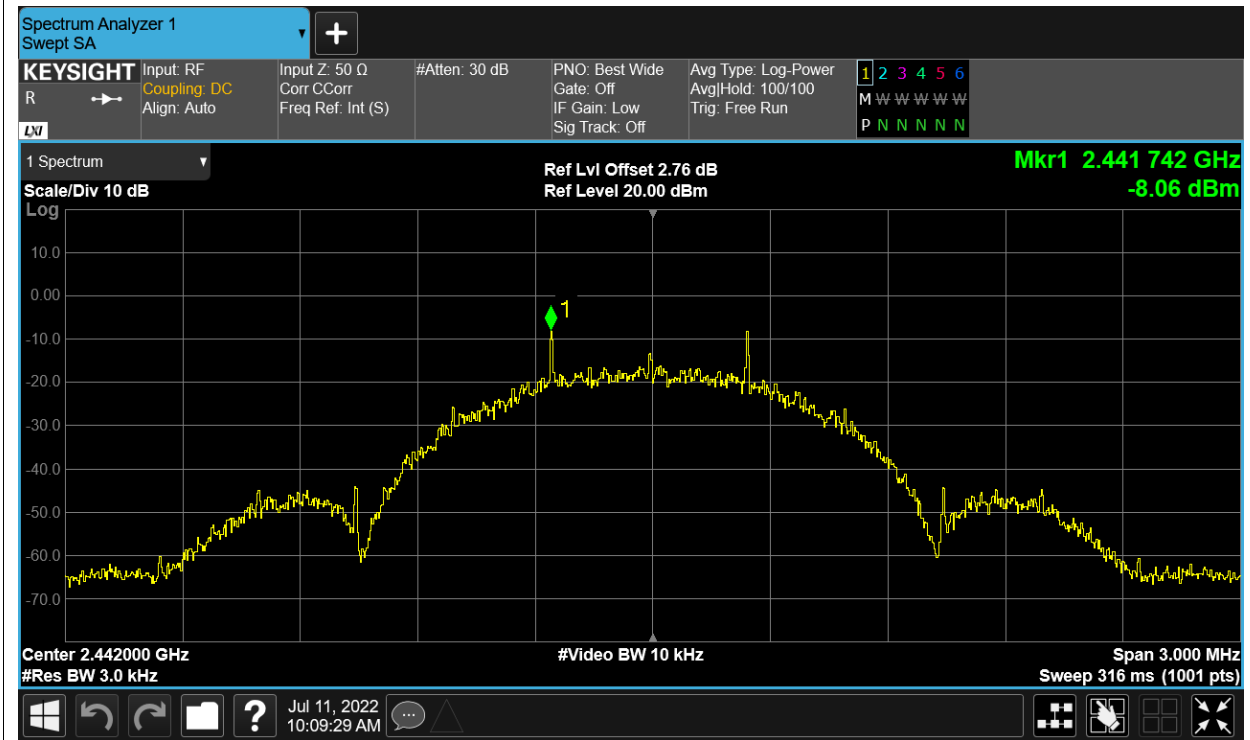 Spectrum Analyzer 1
Swept SA
+
KEYSIGHT Input: RF Input Z: 50 Ω #Atten: 30 dB PNO: Best Wide Avg Type: Log-Power 1 2 3 4 5 6
R Coupling: DC Corr CCorr Gate: Off Avg|Hold: 100/100 M W W W W W W
Align: Auto Freq Ref: Int (S) IF Gain: Low Trig: Free Run
LXI Sig Track: Off P N N N N N N
1 Spectrum
Ref Lvl Offset 2.76 dB Mkr1 2.441 742 GHz
Scale/Div 10 dB Ref Level 20.00 dBm -8.06 dBm
Log
10.0
0.00
1
-10.0
-20.0
-30.0
-40.0
-50.0
-60.0
-70.0
Center 2.442000 GHz #Video BW 10 kHz Span 3.000 MHz
#Res BW 3.0 kHz Sweep 316 ms (1001 pts)
? Jul 11, 2022
10:09:29 AM